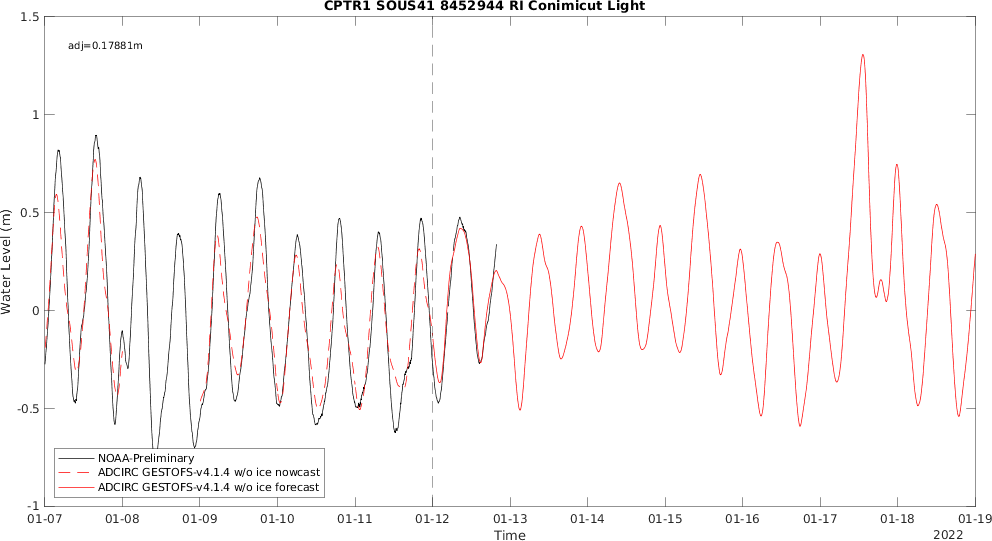 CPTR1 SOUS41 8452944 RI Conimicut Light
adj=0.17881m
Water Level (m)
1.5
1
0.5
0
-0.5
-1
NOAA-Preliminary
ADCIRC GESTOFS-v4.1.4 w/o ice nowcast
ADCIRC GESTOFS-v4.1.4 w/o ice forecast
01-07 01-08 01-09 01-10 01-11 01-12 01-13 01-14 01-15 01-16 01-17 01-18 01-19
Time
2022